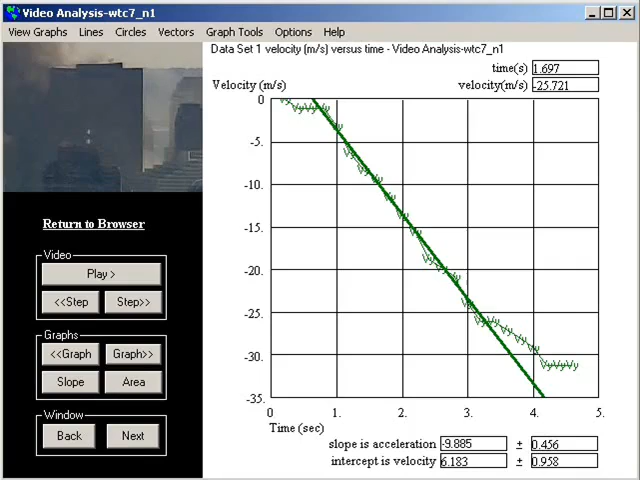 Video Analysis-wtc7_n1
View Graphs Lines Circles Vectors Graph Tools Options Help
Data Set 1 velocity (m/s) versus time - Video Analysis-wtc7_n1
time(s) 1.697
Velocity (m/s) velocity(m/s) -25.721
0
-5.
-10.
-15.
-20.
-25.
-30.
-35.
0 1. 2. 3. 4. 5.
Time (sec)
slope is acceleration -9.885 ± 0.456
intercept is velocity 6.183 ± 0.958
Return to Browser
Video
Play >
<<Step Step>>
Graphs
<<Graph Graph>>
Slope Area
Window
Back Next